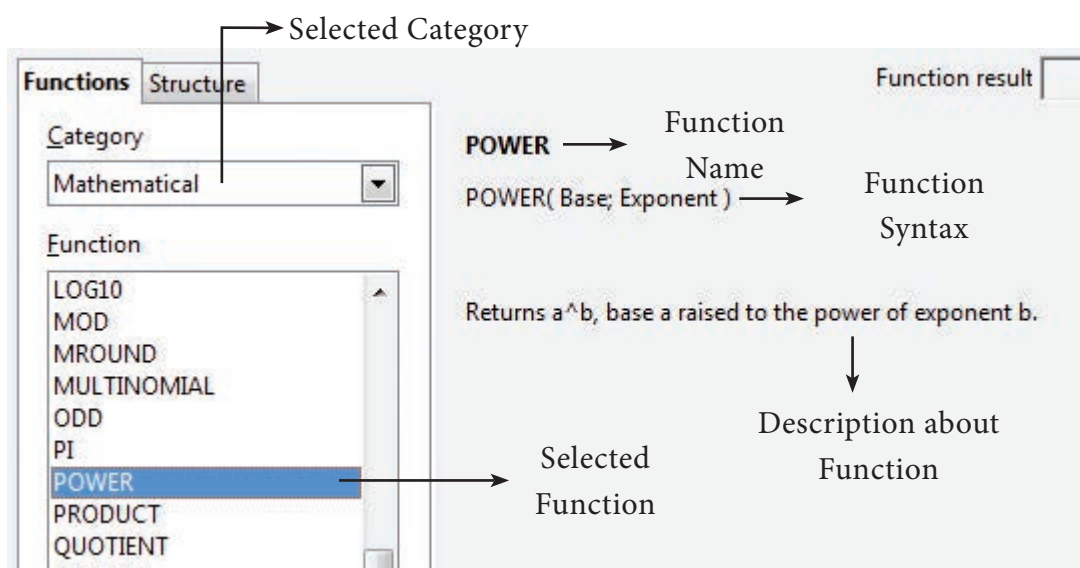 Selected Category
Functions Structure
Function result
Category
Mathematical
Function
LOG10
MOD
MROUND
MULTINOMIAL
ODD
PI
POWER
PRODUCT
QUOTIENT
POWER
Function
Name
POWER( Base; Exponent )
Function
Syntax
Returns a^b, base a raised to the power of exponent b.
Description about
Function
Selected
Function